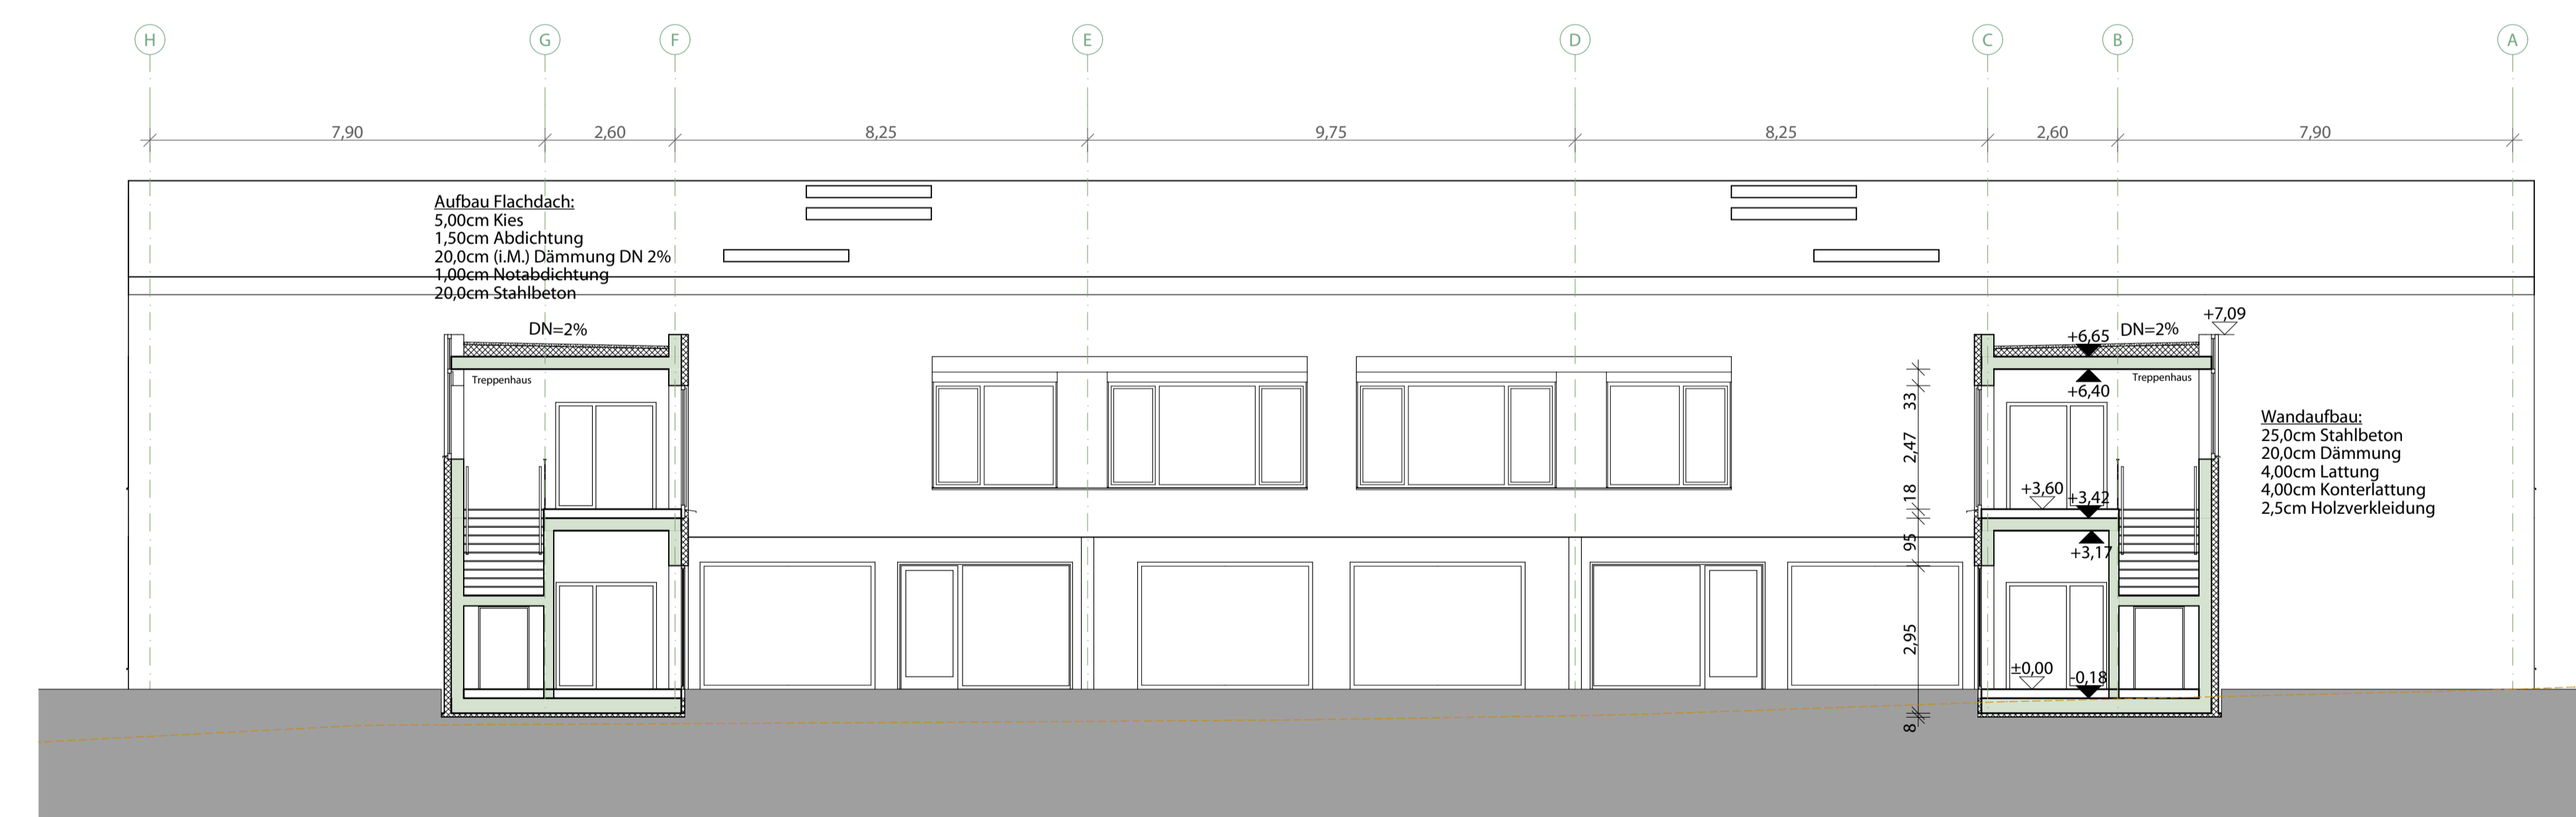 H G F E D C B A
7,90 2,60 8,25 9,75 8,25 2,60 7,90
Aufbau Flachdach:
5,00cm Kies
1,50cm Abdichtung
20,0cm (i.M.) Dämmung DN 2%
1,00cm Notabdichtung
20,0cm Stahlbeton
DN=2%
Treppenhaus
+7,09
DN=2%
+6,65
Treppenhaus
+6,40
33
2,47
18
95
2,95
8
+3,60
+3,42
+3,17
±0,00
-0,18
Wandaufbau:
25,0cm Stahlbeton
20,0cm Dämmung
4,00cm Lattung
4,00cm Konterlattung
2,5cm Holzverkleidung